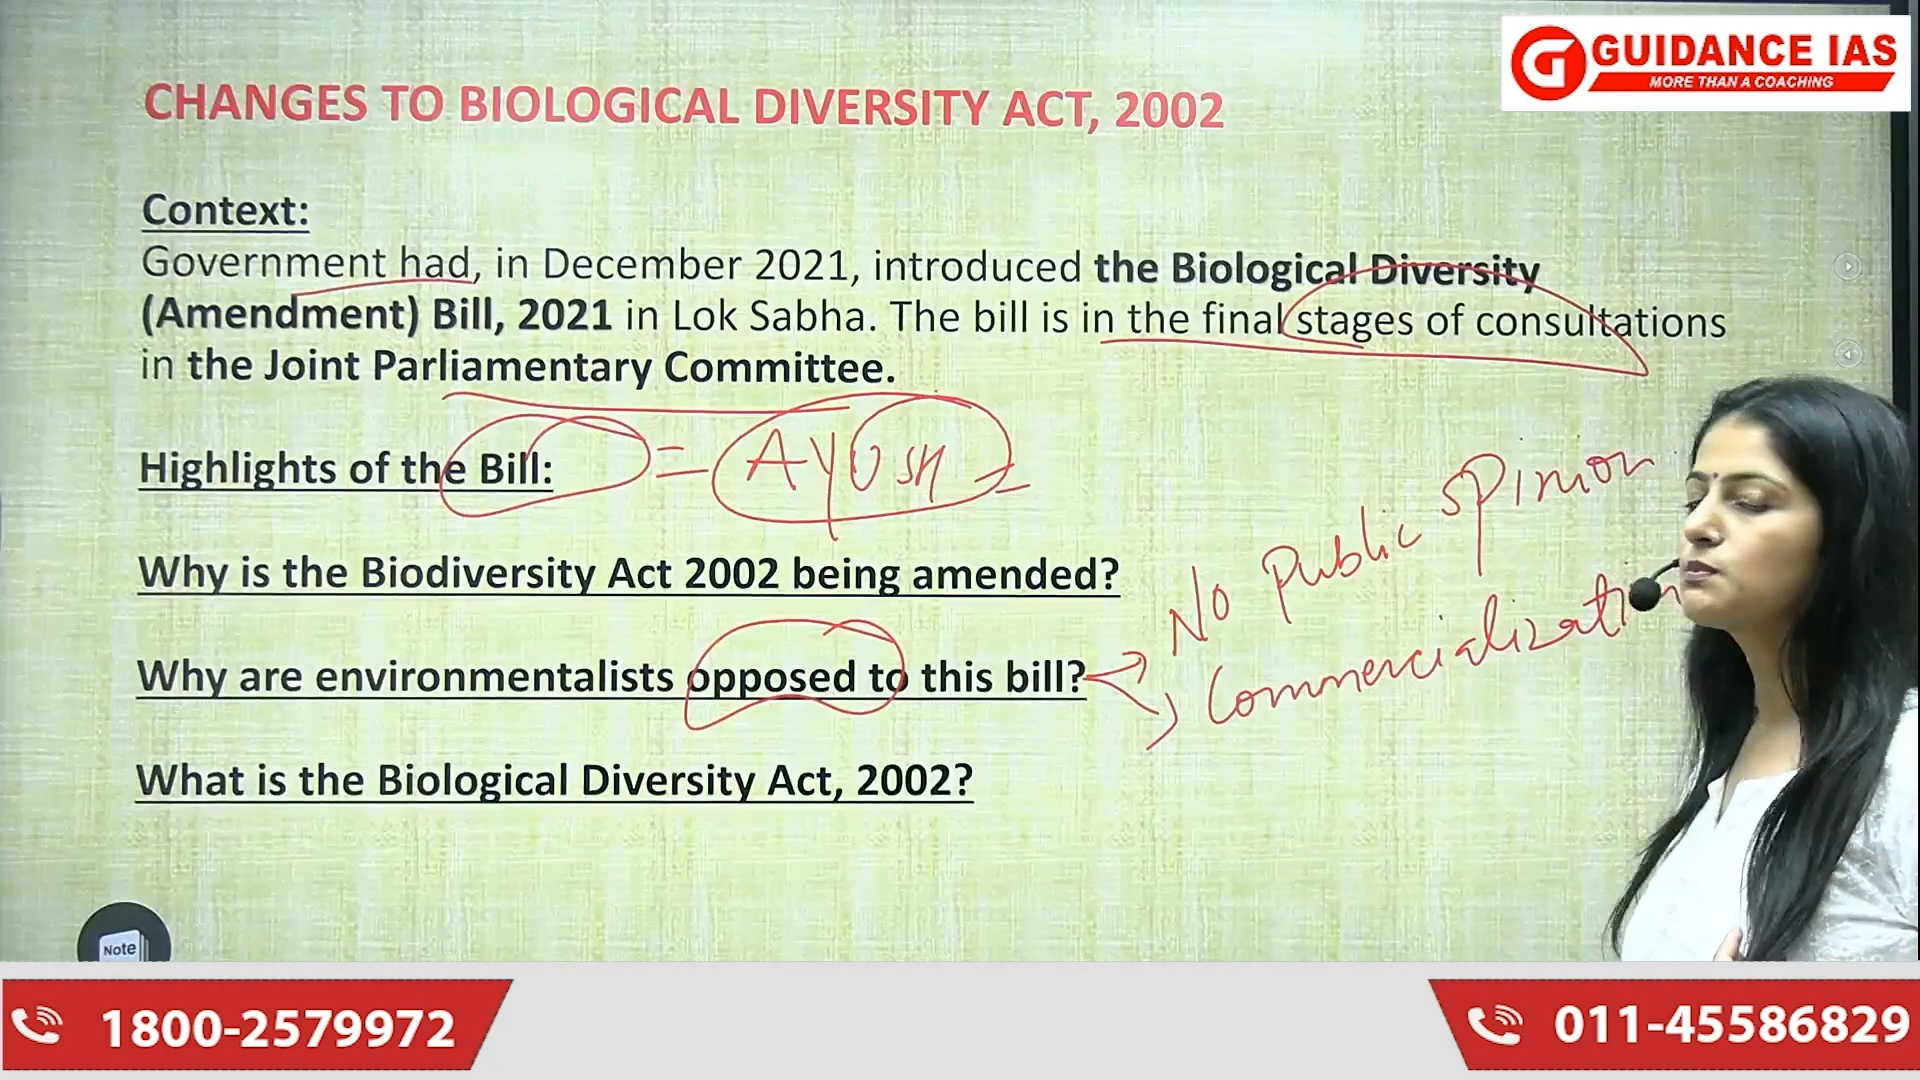 GUIDANCE IAS
MORE THAN A COACHING
CHANGES TO BIOLOGICAL DIVERSITY ACT, 2002
Context:
Government had, in December 2021, introduced the Biological Diversity
(Amendment) Bill, 2021 in Lok Sabha. The bill is in the final stages of consultations
in the Joint Parliamentary Committee.
Highlights of the Bill: = AYUSH
Why is the Biodiversity Act 2002 being amended?
No Public opinion
Why are environmentalists opposed to this bill?
Commercialization
What is the Biological Diversity Act, 2002?
Note
1800-2579972
011-45586829